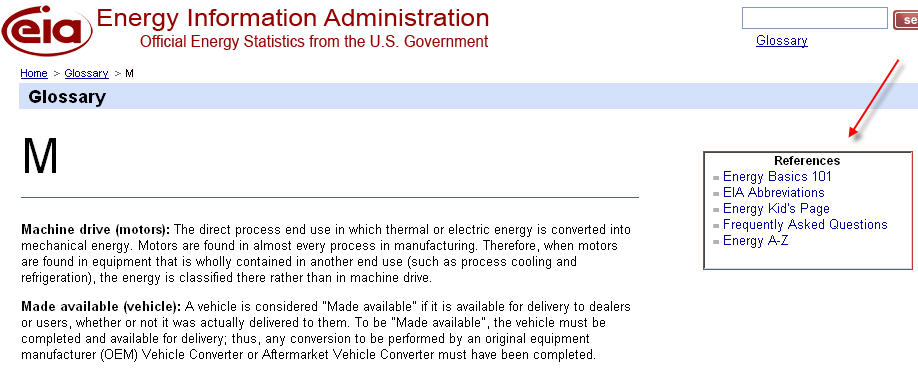 eia
Energy Information Administration
Official Energy Statistics from the U.S. Government
se
Glossary
Home > Glossary > M
Glossary
M
Machine drive (motors): The direct process end use in which thermal or electric energy is converted into
mechanical energy. Motors are found in almost every process in manufacturing. Therefore, when motors
are found in equipment that is wholly contained in another end use (such as process cooling and
refrigeration), the energy is classified there rather than in machine drive.
Made available (vehicle): A vehicle is considered "Made available" if it is available for delivery to dealers
or users, whether or not it was actually delivered to them. To be "Made available", the vehicle must be
completed and available for delivery; thus, any conversion to be performed by an original equipment
manufacturer (OEM) Vehicle Converter or Aftermarket Vehicle Converter must have been completed.
References
Energy Basics 101
EIA Abbreviations
Energy Kid's Page
Frequently Asked Questions
Energy A-Z